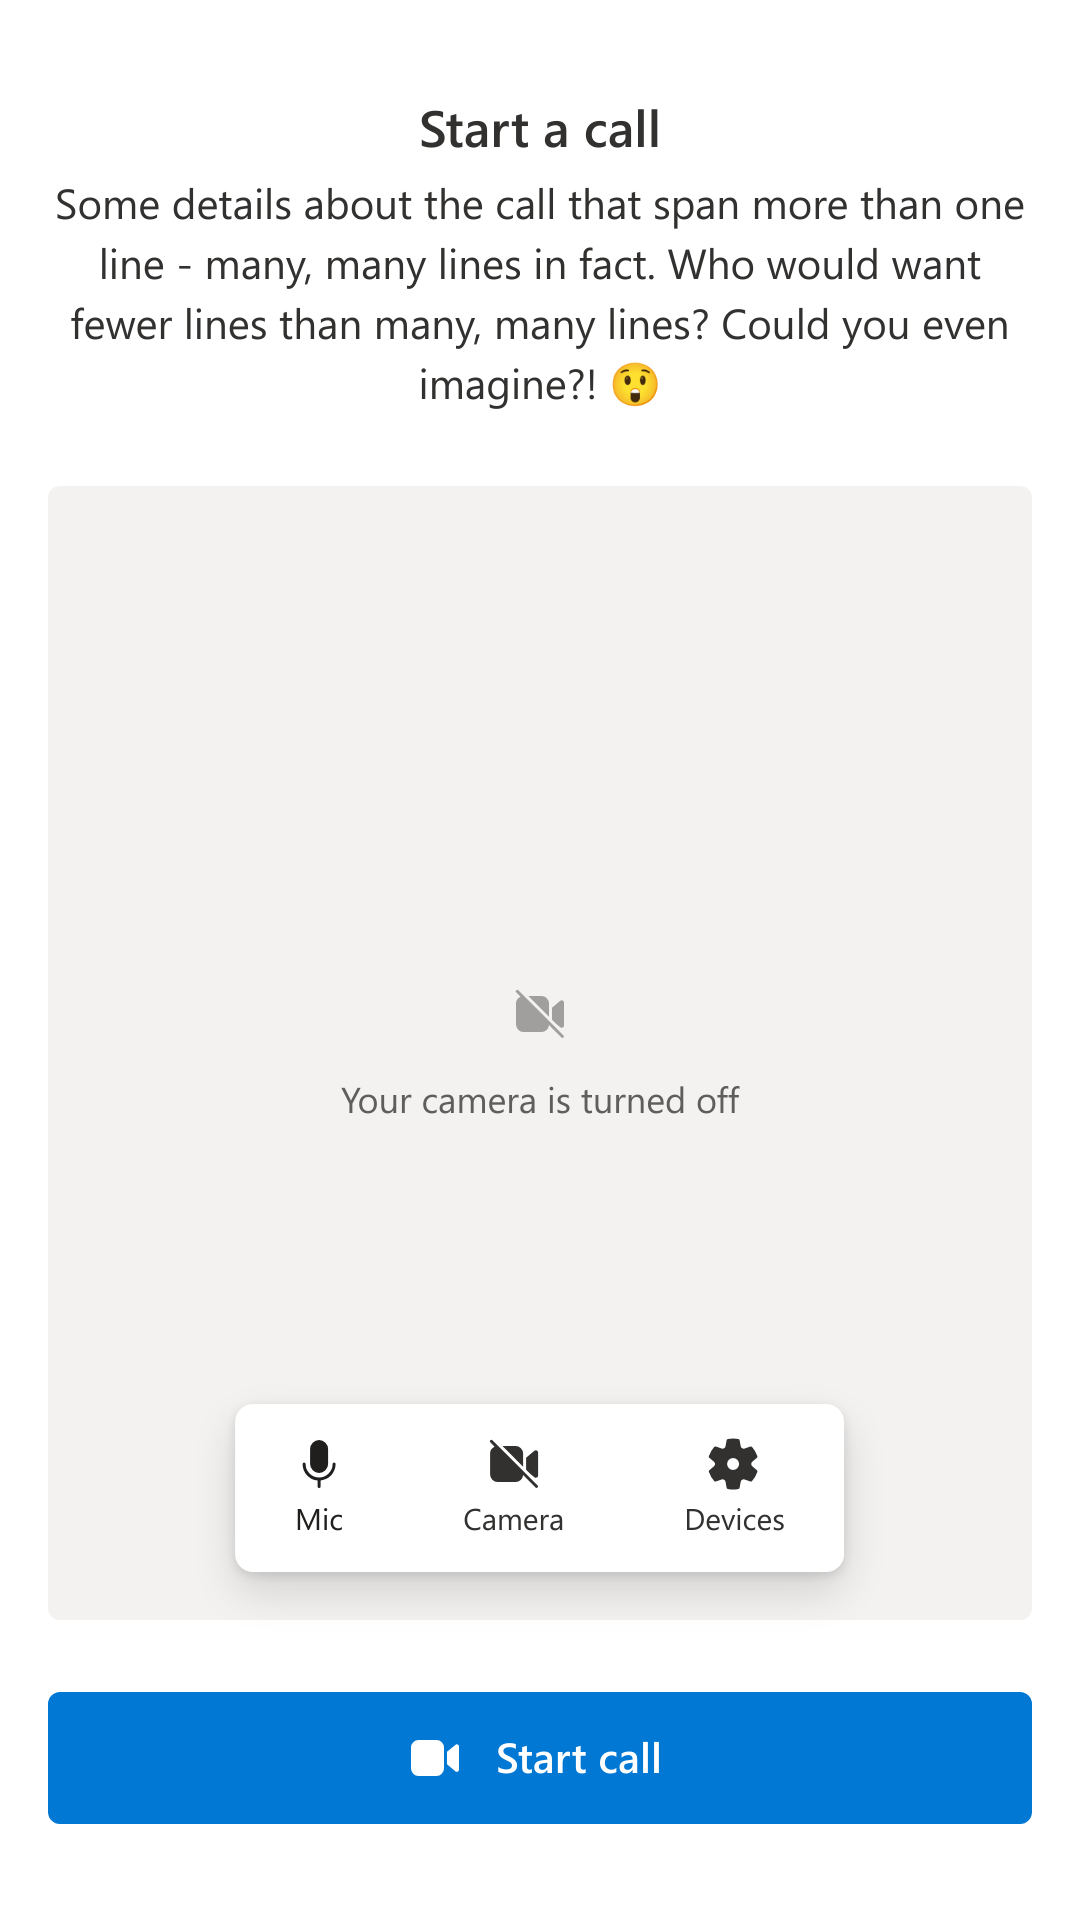 Start a call
Some details about the call that span more than one
line - many, many lines in fact. Who would want
fewer lines than many, many lines? Could you even
imagine?! 😲
Your camera is turned off
Mic Camera Devices
Start call